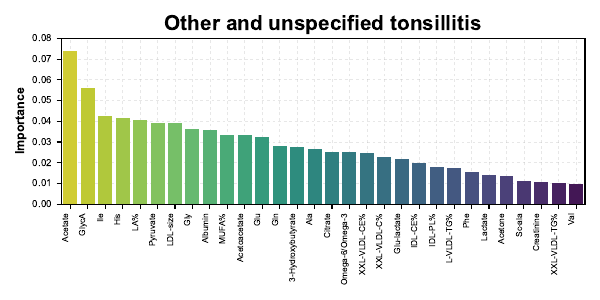 Other and unspecified tonsillitis
Importance
0.08
0.07
0.06
0.05
0.04
0.03
0.02
0.01
0.00
Acetate
GlycA
Ile
His
LA%
Pyruvate
LDL-size
Gly
Albumin
MUFA%
Acetoacetate
Glu
Gln
3-Hydroxybutyrate
Ala
Citrate
Omega-6/Omega-3
XXL-VLDL-CE%
XXL-VLDL-C%
Glu-lactate
IDL-CE%
IDL-PL%
L-VLDL-TG%
Phe
Lactate
Acetone
Creatinine
XXL-VLDL-TG%
Val